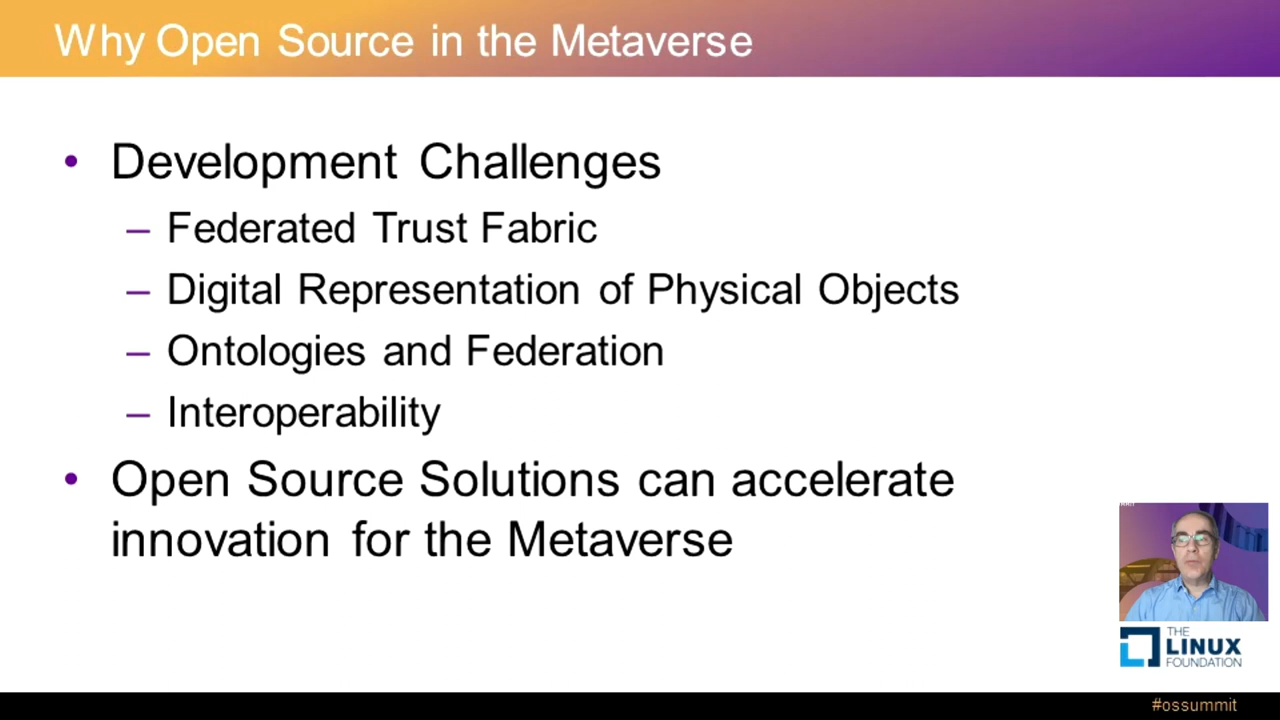 Why Open Source in the Metaverse
• Development Challenges
– Federated Trust Fabric
– Digital Representation of Physical Objects
– Ontologies and Federation
– Interoperability
• Open Source Solutions can accelerate
innovation for the Metaverse
THE
LINUX
FOUNDATION
#ossummit